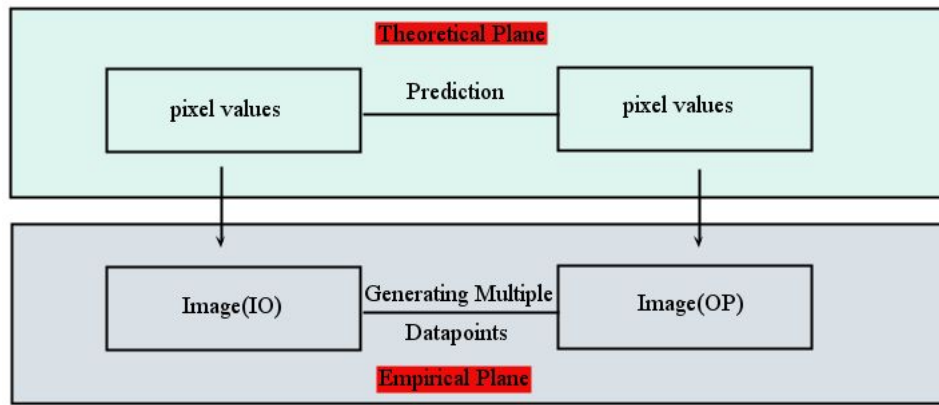 Theoretical Plane
pixel values
Prediction
pixel values
Image(IO)
Generating Multiple
Datapoints
Image(OP)
Empirical Plane